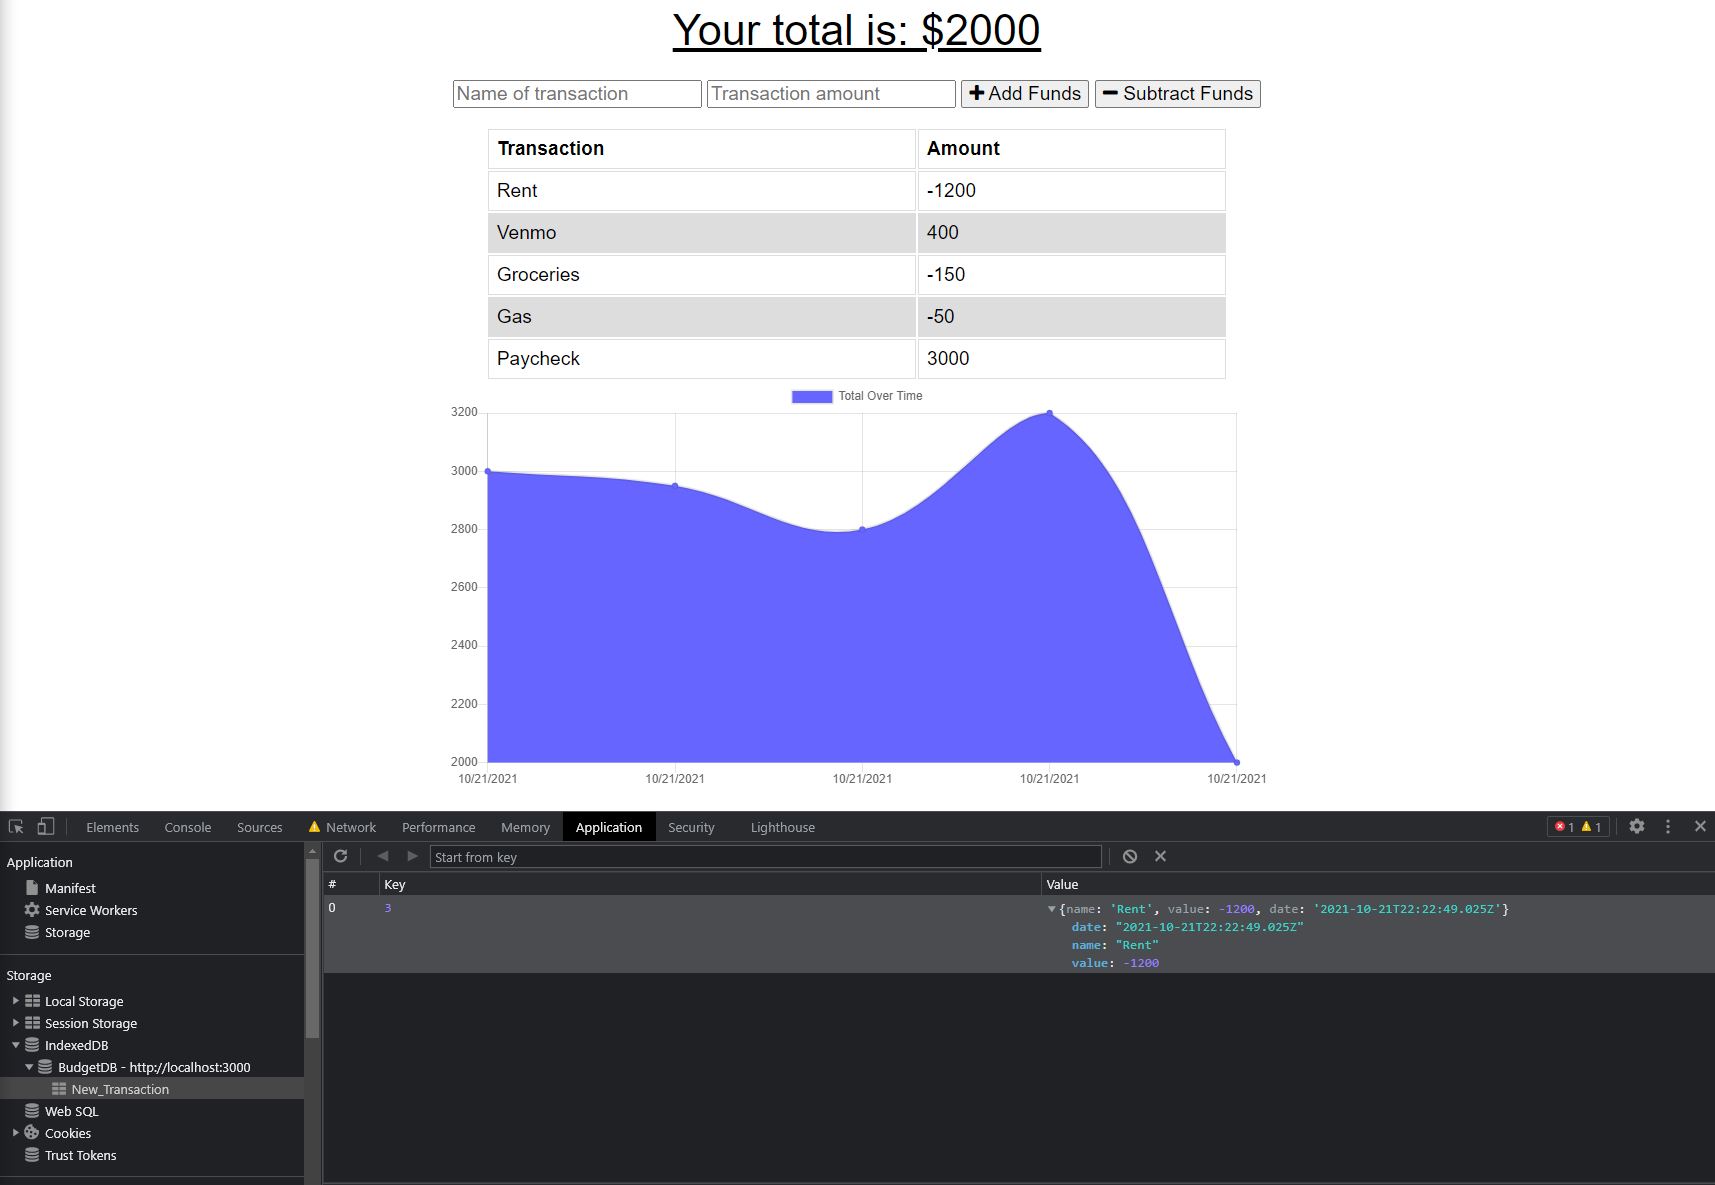 Your total is: $2000
Name of transaction Transaction amount Add Funds Subtract Funds
Transaction Amount
Rent -1200
Venmo 400
Groceries -150
Gas -50
Paycheck 3000
Total Over Time
3200
3000
2800
2600
2400
2200
2000
10/21/2021 10/21/2021 10/21/2021 10/21/2021 10/21/2021
Elements Console Sources Network Performance Memory Application Security Lighthouse 1 1
Application
Manifest
Service Workers
Storage
Storage
Local Storage
Session Storage
IndexedDB
BudgetDB - http://localhost:3000
New_Transaction
Web SQL
Cookies
Trust Tokens
Start from key
# Key Value
0 3 {name: 'Rent', value: -1200, date: '2021-10-21T22:22:49.025Z'}
date: "2021-10-21T22:22:49.025Z"
name: "Rent"
value: -1200